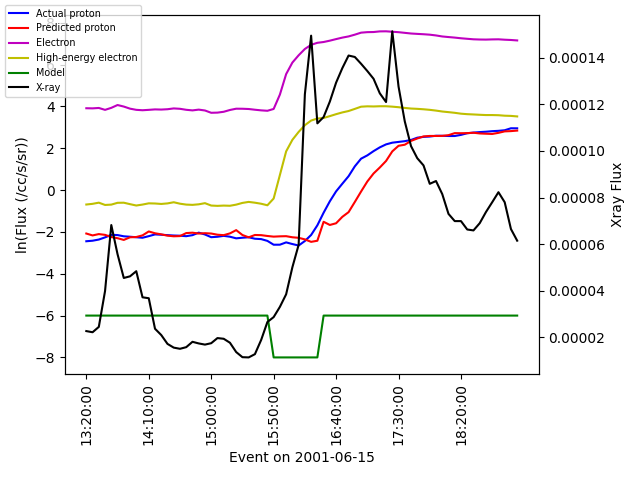 Actual proton
Predicted proton
Electron
High-energy electron
Model
X-ray
4
2
0
−2
−4
−6
−8
ln(Flux (/cc/s/sr))
0.00014
0.00012
0.00010
0.00008
0.00006
0.00004
0.00002
Xray Flux
13:20:00
14:10:00
15:00:00
15:50:00
16:40:00
17:30:00
18:20:00
Event on 2001-06-15